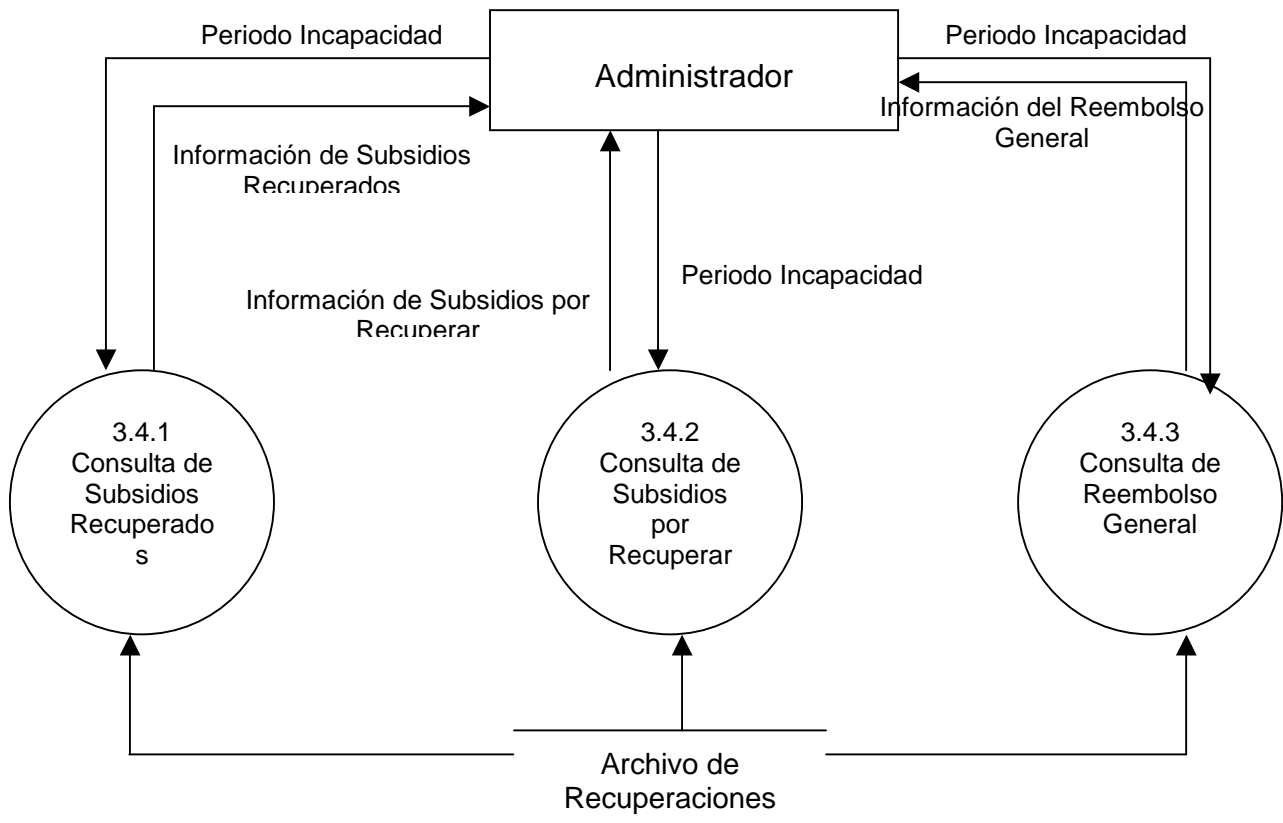 Periodo Incapacidad
Administrador
Periodo Incapacidad
Información del Reembolso
General
Información de Subsidios
Recuperados
Periodo Incapacidad
Información de Subsidios por
Recuperar
3.4.1
Consulta de
Subsidios
Recuperado
s
3.4.2
Consulta de
Subsidios
por
Recuperar
3.4.3
Consulta de
Reembolso
General
Archivo de
Recuperaciones